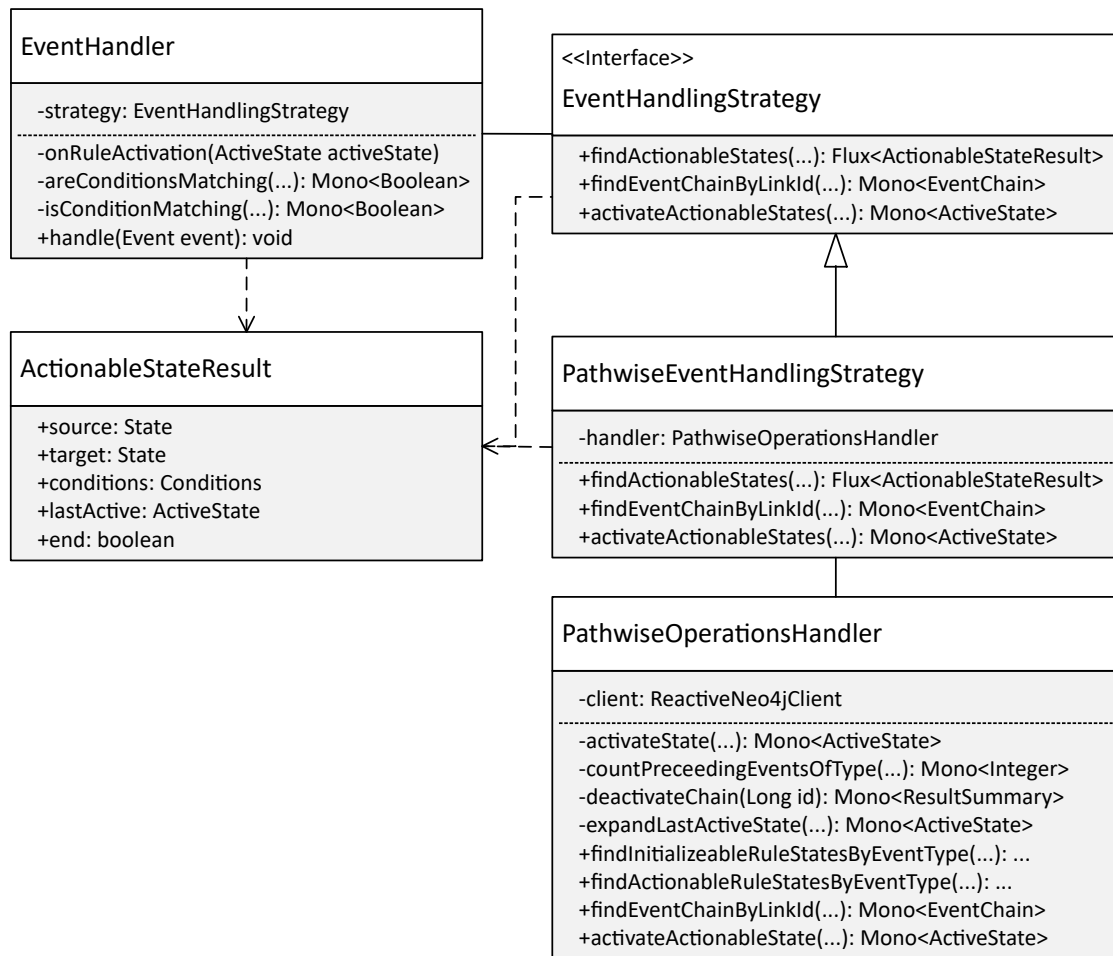 EventHandler
-strategy: EventHandlingStrategy
-onRuleActivation(ActiveState activeState)
-areConditionsMatching(...): Mono<Boolean>
-isConditionMatching(...): Mono<Boolean>
+handle(Event event): void
<<Interface>>
EventHandlingStrategy
+findActionableStates(...): Flux<ActionableStateResult>
+findEventChainByLinkId(...): Mono<EventChain>
+activateActionableStates(...): Mono<ActiveState>
ActionableStateResult
+source: State
+target: State
+conditions: Conditions
+lastActive: ActiveState
+end: boolean
PathwiseEventHandlingStrategy
-handler: PathwiseOperationsHandler
+findActionableStates(...): Flux<ActionableStateResult>
+findEventChainByLinkId(...): Mono<EventChain>
+activateActionableStates(...): Mono<ActiveState>
PathwiseOperationsHandler
-client: ReactiveNeo4jClient
-activateState(...): Mono<ActiveState>
-countPreceedingEventsOfType(...): Mono<Integer>
-deactivateChain(Long id): Mono<ResultSummary>
-expandLastActiveState(...): Mono<ActiveState>
+findInitializeableRuleStatesByEventType(...): ...
+findActionableRuleStatesByEventType(...): ...
+findEventChainByLinkId(...): Mono<EventChain>
+activateActionableState(...): Mono<ActiveState>